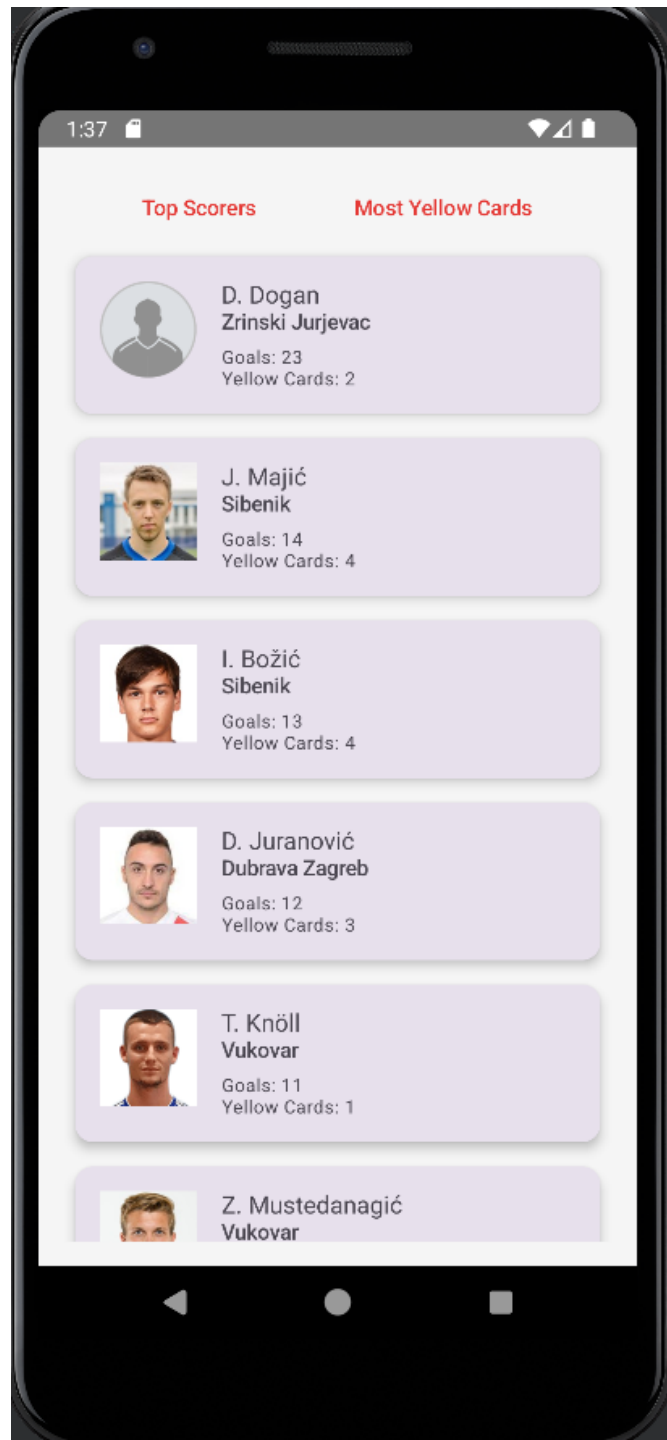 1:37
Top Scorers Most Yellow Cards
D. Dogan
Zrinski Jurjevac
Goals: 23
Yellow Cards: 2
J. Majić
Sibenik
Goals: 14
Yellow Cards: 4
I. Božić
Sibenik
Goals: 13
Yellow Cards: 4
D. Juranović
Dubrava Zagreb
Goals: 12
Yellow Cards: 3
T. Knöll
Vukovar
Goals: 11
Yellow Cards: 1
Z. Mustedanagić
Vukovar